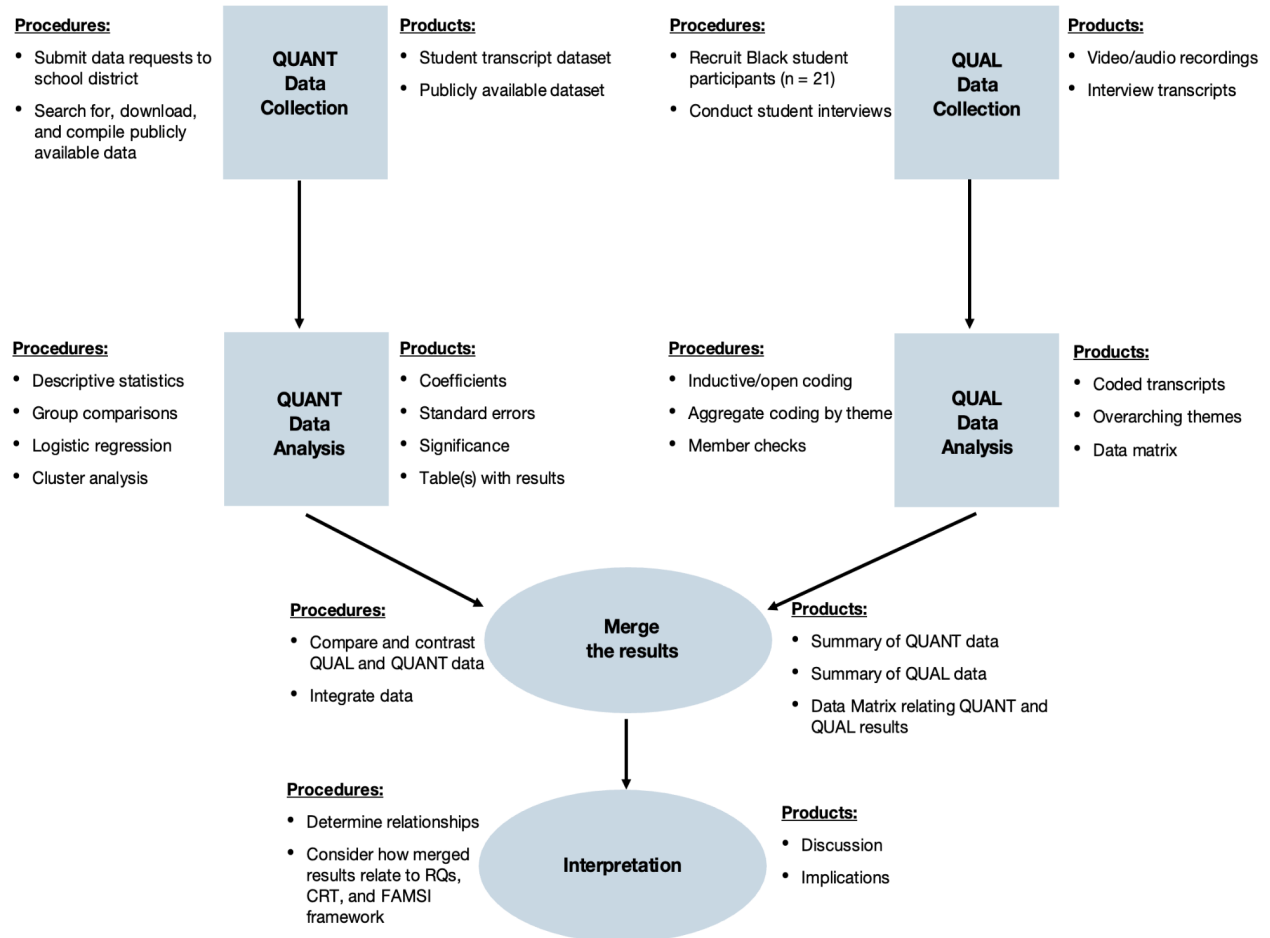 Procedures:
• Submit data requests to
school district
• Search for, download,
and compile publicly
available data
QUANT
Data
Collection
Products:
• Student transcript dataset
• Publicly available dataset
Procedures:
• Recruit Black student
participants (n = 21)
• Conduct student interviews
QUAL
Data
Collection
Products:
• Video/audio recordings
• Interview transcripts
Procedures:
• Descriptive statistics
• Group comparisons
• Logistic regression
• Cluster analysis
QUANT
Data
Analysis
Products:
• Coefficients
• Standard errors
• Significance
• Table(s) with results
Procedures:
• Inductive/open coding
• Aggregate coding by theme
• Member checks
QUAL
Data
Analysis
Products:
• Coded transcripts
• Overarching themes
• Data matrix
Procedures:
• Compare and contrast
QUAL and QUANT data
• Integrate data
Merge
the results
Products:
• Summary of QUANT data
• Summary of QUAL data
• Data Matrix relating QUANT and
QUAL results
Procedures:
• Determine relationships
• Consider how merged
results relate to RQs,
CRT, and FAMSI
framework
Interpretation
Products:
• Discussion
• Implications